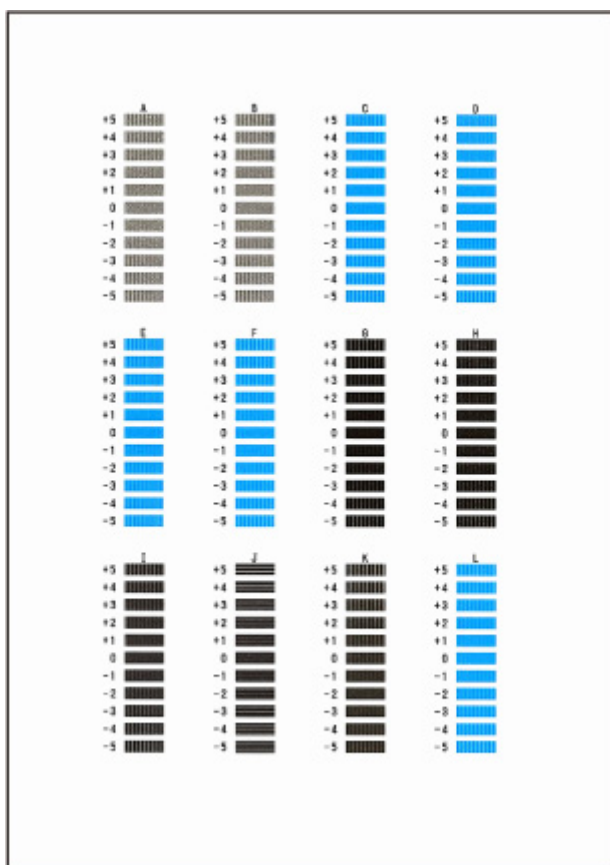 A B C D
+5 +5 +5 +5
+4 +4 +4 +4
+3 +3 +3 +3
+2 +2 +2 +2
+1 +1 +1 +1
0 0 0 0
-1 -1 -1 -1
-2 -2 -2 -2
-3 -3 -3 -3
-4 -4 -4 -4
-5 -5 -5 -5
E F G H
+5 +5 +5 +5
+4 +4 +4 +4
+3 +3 +3 +3
+2 +2 +2 +2
+1 +1 +1 +1
0 0 0 0
-1 -1 -1 -1
-2 -2 -2 -2
-3 -3 -3 -3
-4 -4 -4 -4
-5 -5 -5 -5
I J K L
+5 +5 +5 +5
+4 +4 +4 +4
+3 +3 +3 +3
+2 +2 +2 +2
+1 +1 +1 +1
0 0 0 0
-1 -1 -1 -1
-2 -2 -2 -2
-3 -3 -3 -3
-4 -4 -4 -4
-5 -5 -5 -5